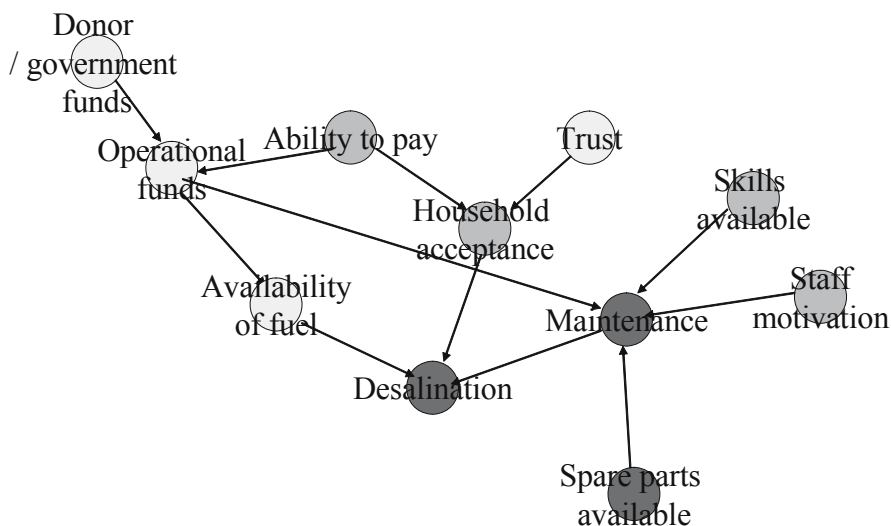 Donor
/ government
funds
Operational
funds
Ability to pay
Trust
Household
acceptance
Skills
available
Availability
of fuel
Staff
motivation
Maintenance
Desalination
Spare parts
available